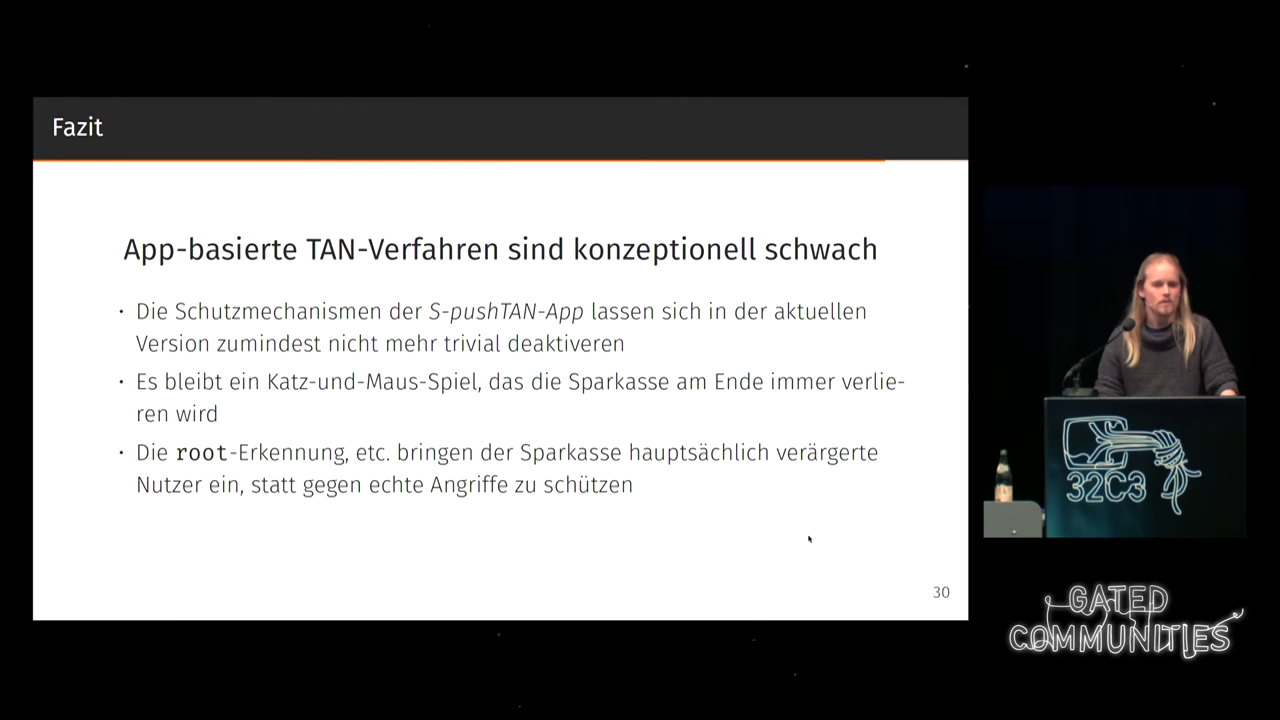 Fazit
App-basierte TAN-Verfahren sind konzeptionell schwach
· Die Schutzmechanismen der S-pushTAN-App lassen sich in der aktuellen
Version zumindest nicht mehr trivial deaktiveren
· Es bleibt ein Katz-und-Maus-Spiel, das die Sparkasse am Ende immer verlie-
ren wird
· Die root-Erkennung, etc. bringen der Sparkasse hauptsächlich verärgerte
Nutzer ein, statt gegen echte Angriffe zu schützen
30
32C3
GATED
COMMUNITIES